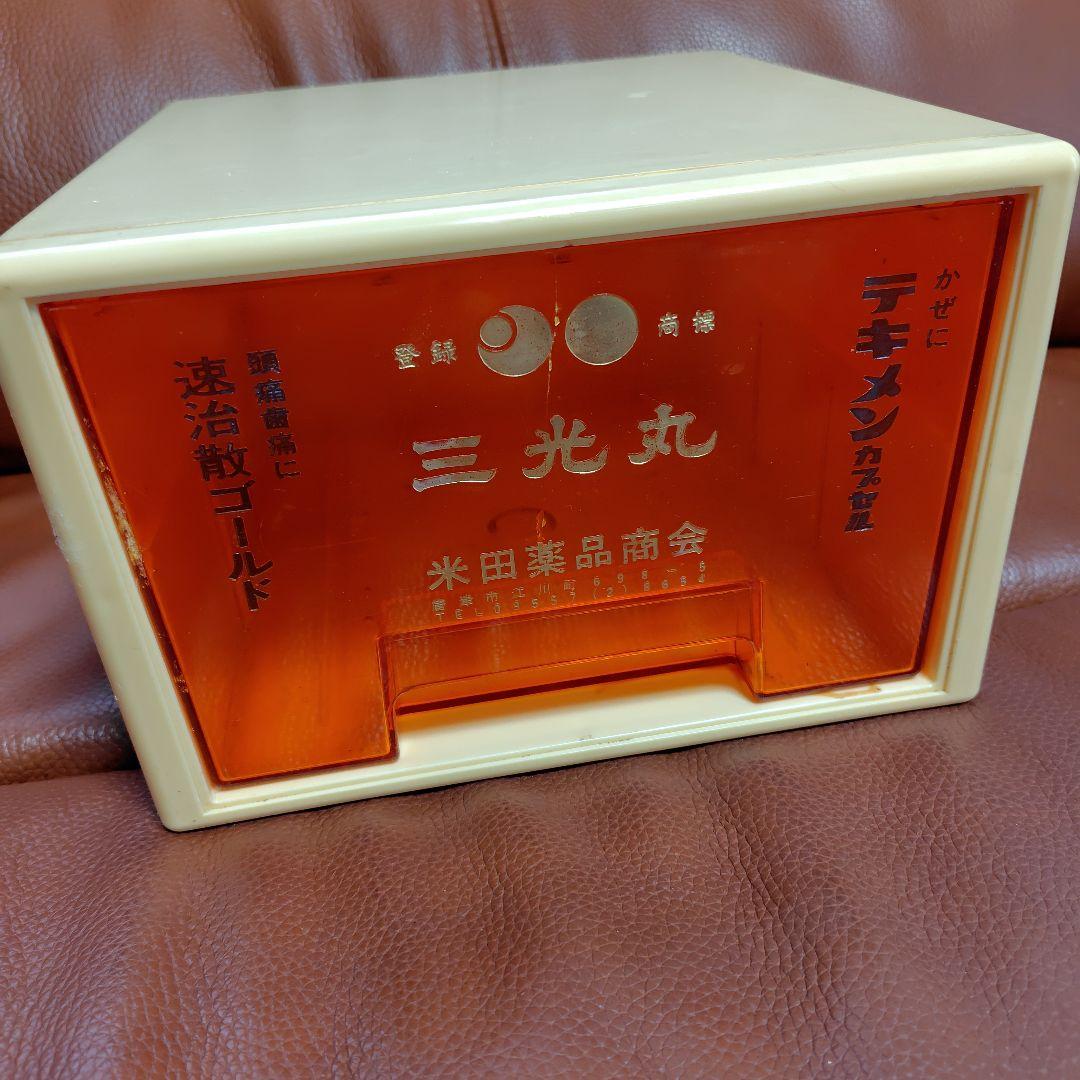 かぜに
テキメンカプセル
登録 商標
三光丸
米田薬品商会
頭痛歯痛に
速治散ゴールド